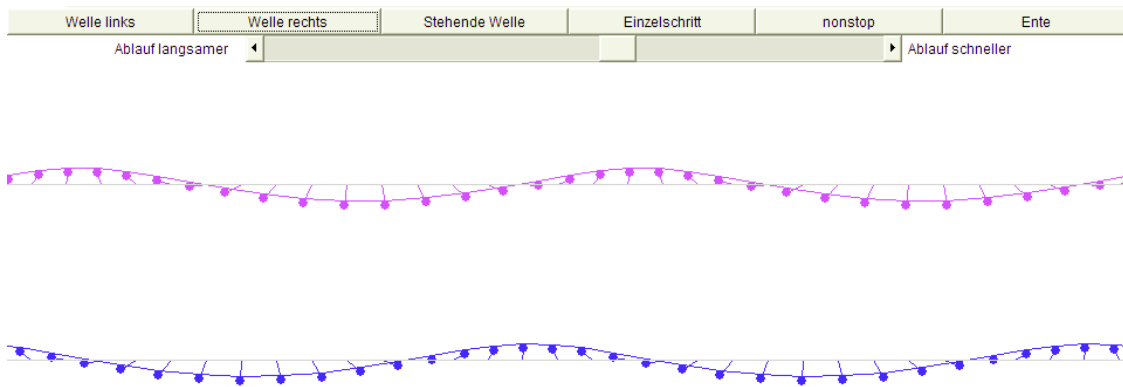 Welle links Welle rechts Stehende Welle Einzelschritt nonstop Ente
Ablauf langsamer Ablauf schneller